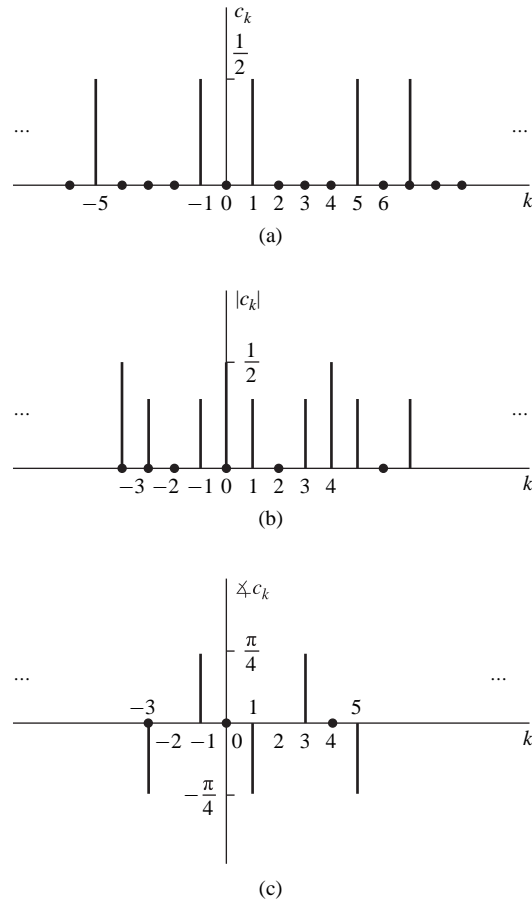 c_k
1/2
... ...
−5 −1 0 1 2 3 4 5 6 k
(a)
|c_k|
1/2
... ...
−3 −2 −1 0 1 2 3 4 k
(b)
∡c_k
π/4
... ...
−3 1 5
−2 −1 0 2 3 4 k
−π/4
(c)